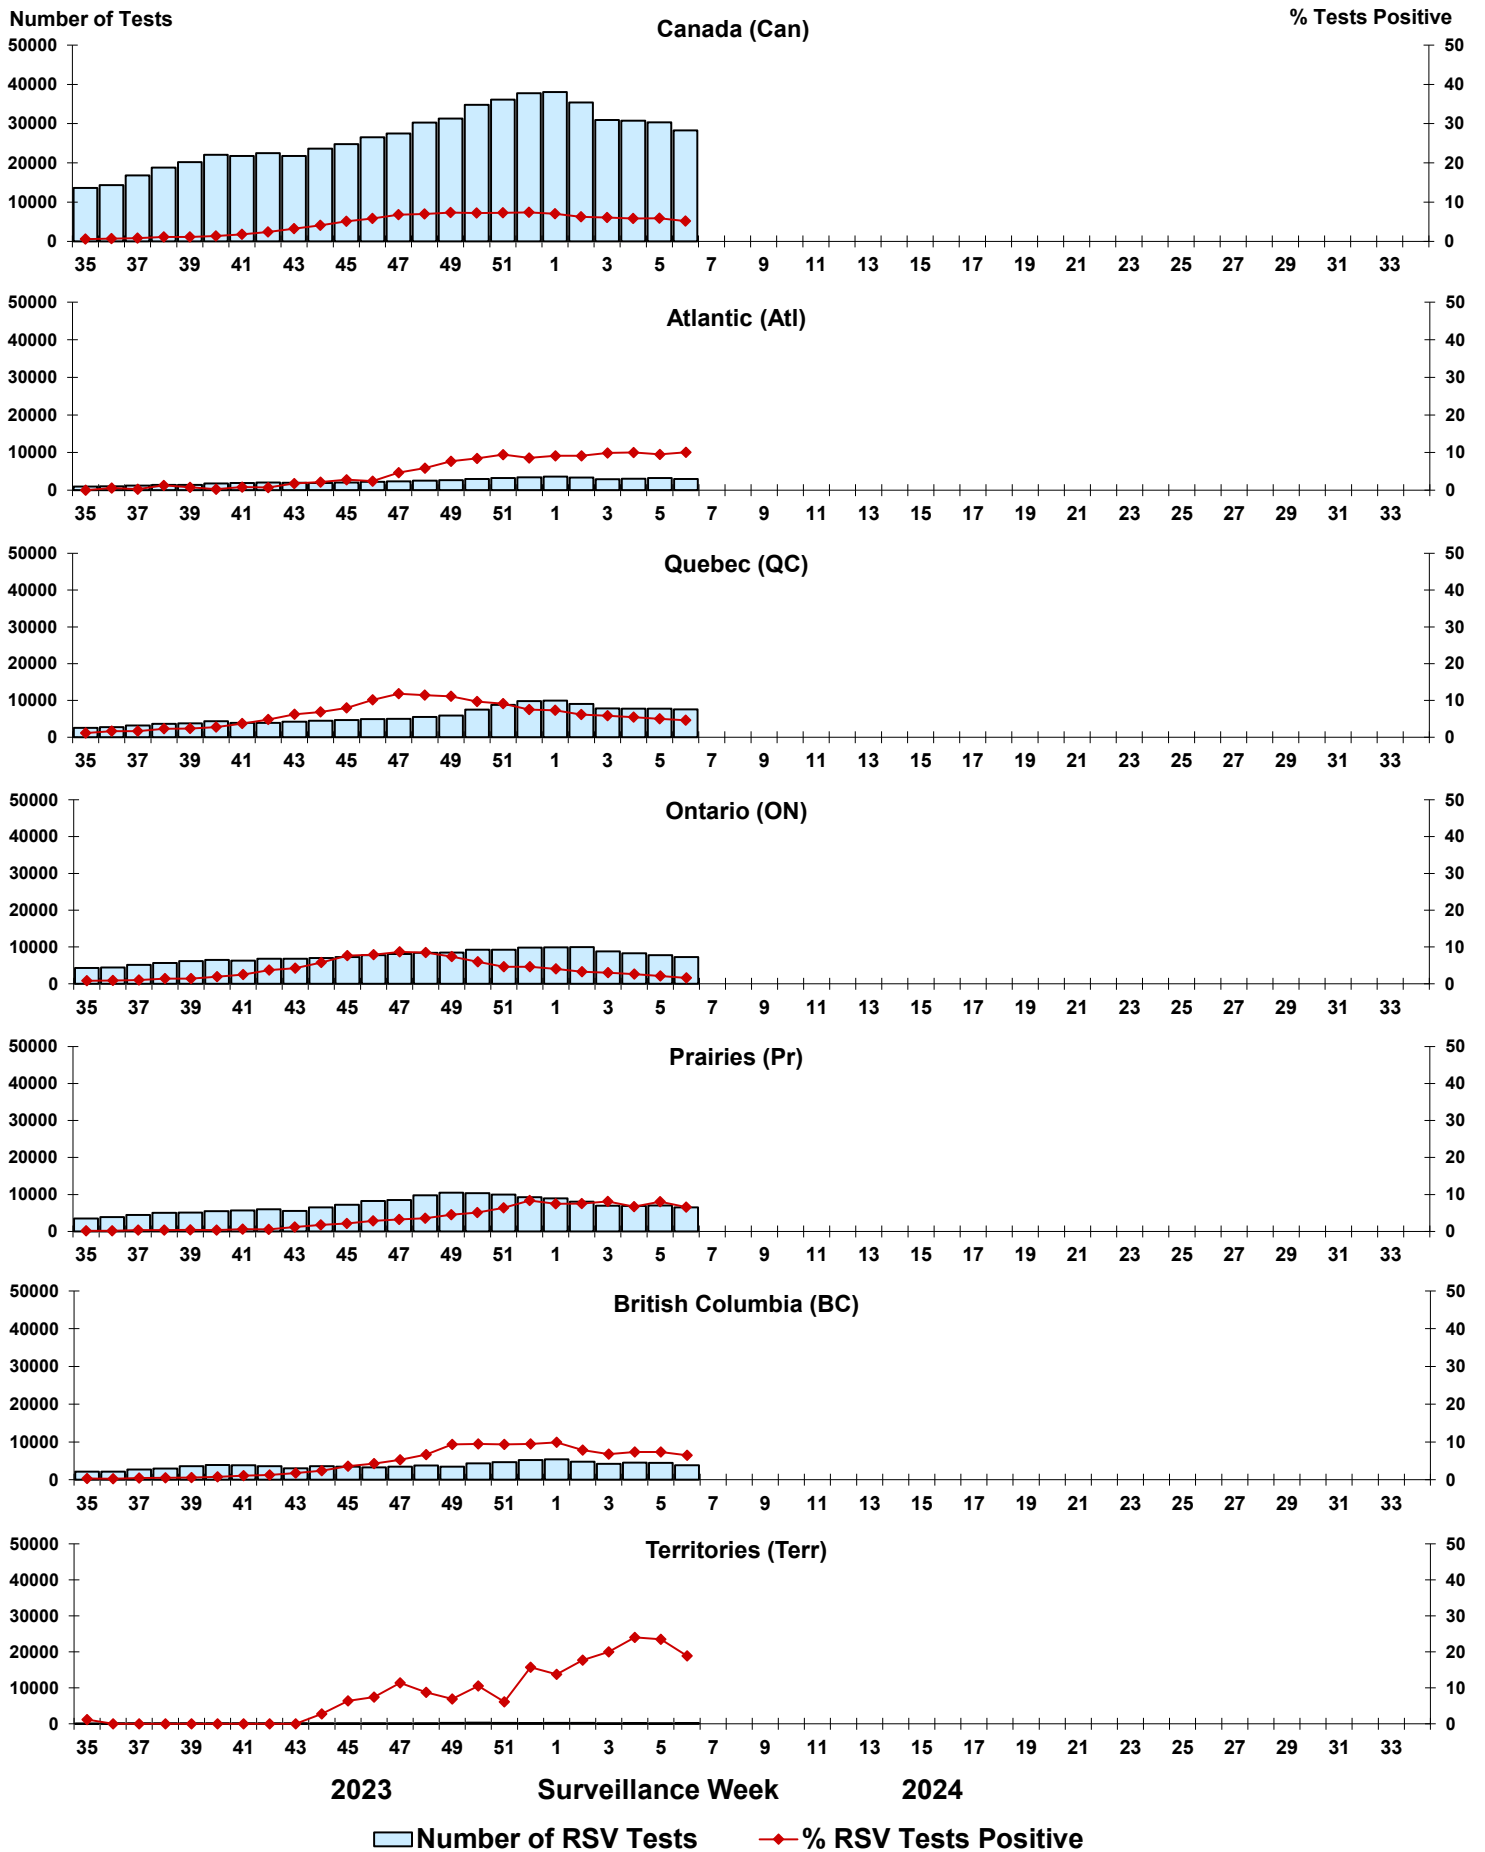 Number of Tests
% Tests Positive
Canada (Can)
50000 50
40000 40
30000 30
20000 20
10000 10
0 0
35 37 39 41 43 45 47 49 51 1 3 5 7 9 11 13 15 17 19 21 23 25 27 29 31 33
Atlantic (Atl)
50000 50
40000 40
30000 30
20000 20
10000 10
0 0
35 37 39 41 43 45 47 49 51 1 3 5 7 9 11 13 15 17 19 21 23 25 27 29 31 33
Quebec (QC)
50000 50
40000 40
30000 30
20000 20
10000 10
0 0
35 37 39 41 43 45 47 49 51 1 3 5 7 9 11 13 15 17 19 21 23 25 27 29 31 33
Ontario (ON)
50000 50
40000 40
30000 30
20000 20
10000 10
0 0
35 37 39 41 43 45 47 49 51 1 3 5 7 9 11 13 15 17 19 21 23 25 27 29 31 33
Prairies (Pr)
50000 50
40000 40
30000 30
20000 20
10000 10
0 0
35 37 39 41 43 45 47 49 51 1 3 5 7 9 11 13 15 17 19 21 23 25 27 29 31 33
British Columbia (BC)
50000 50
40000 40
30000 30
20000 20
10000 10
0 0
35 37 39 41 43 45 47 49 51 1 3 5 7 9 11 13 15 17 19 21 23 25 27 29 31 33
Territories (Terr)
50000 50
40000 40
30000 30
20000 20
10000 10
0 0
35 37 39 41 43 45 47 49 51 1 3 5 7 9 11 13 15 17 19 21 23 25 27 29 31 33
2023 Surveillance Week 2024
Number of RSV Tests % RSV Tests Positive